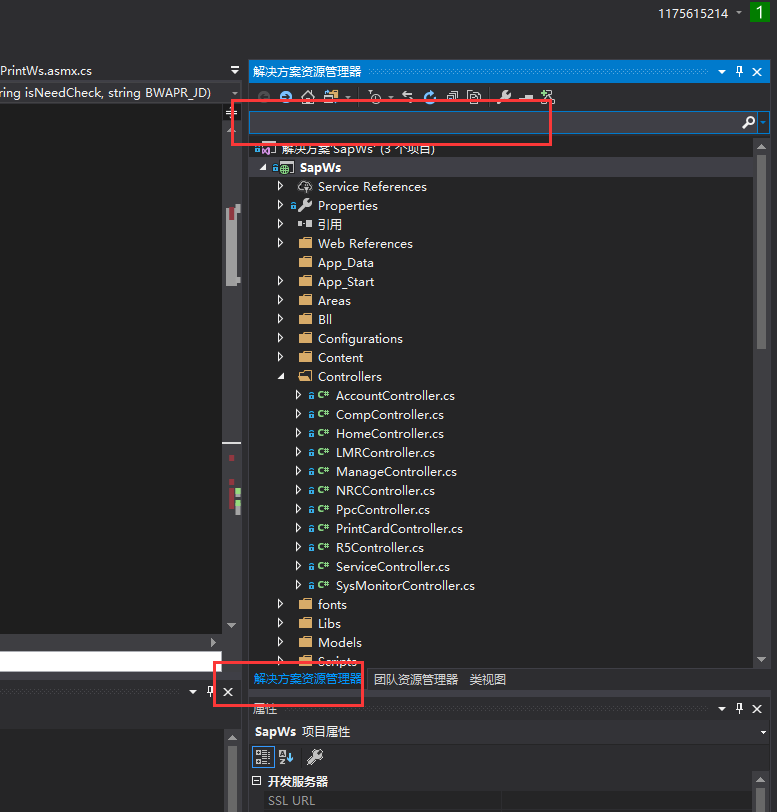 1175615214
1
PrintWs.asmx.cs
解决方案资源管理器
ring isNeedCheck, string BWAPR_JD)
解决方案'SapWs' (3 个项目)
SapWs
Service References
Properties
引用
Web References
App_Data
App_Start
Areas
Bll
Configurations
Content
Controllers
C# AccountController.cs
C# CompController.cs
C# HomeController.cs
C# LMRController.cs
C# ManageController.cs
C# NRCController.cs
C# PpcController.cs
C# PrintCardController.cs
C# R5Controller.cs
C# ServiceController.cs
C# SysMonitorController.cs
fonts
Libs
Models
Scripts
解决方案资源管理器 团队资源管理器 类视图
属性
SapWs 项目属性
开发服务器
SSL URL